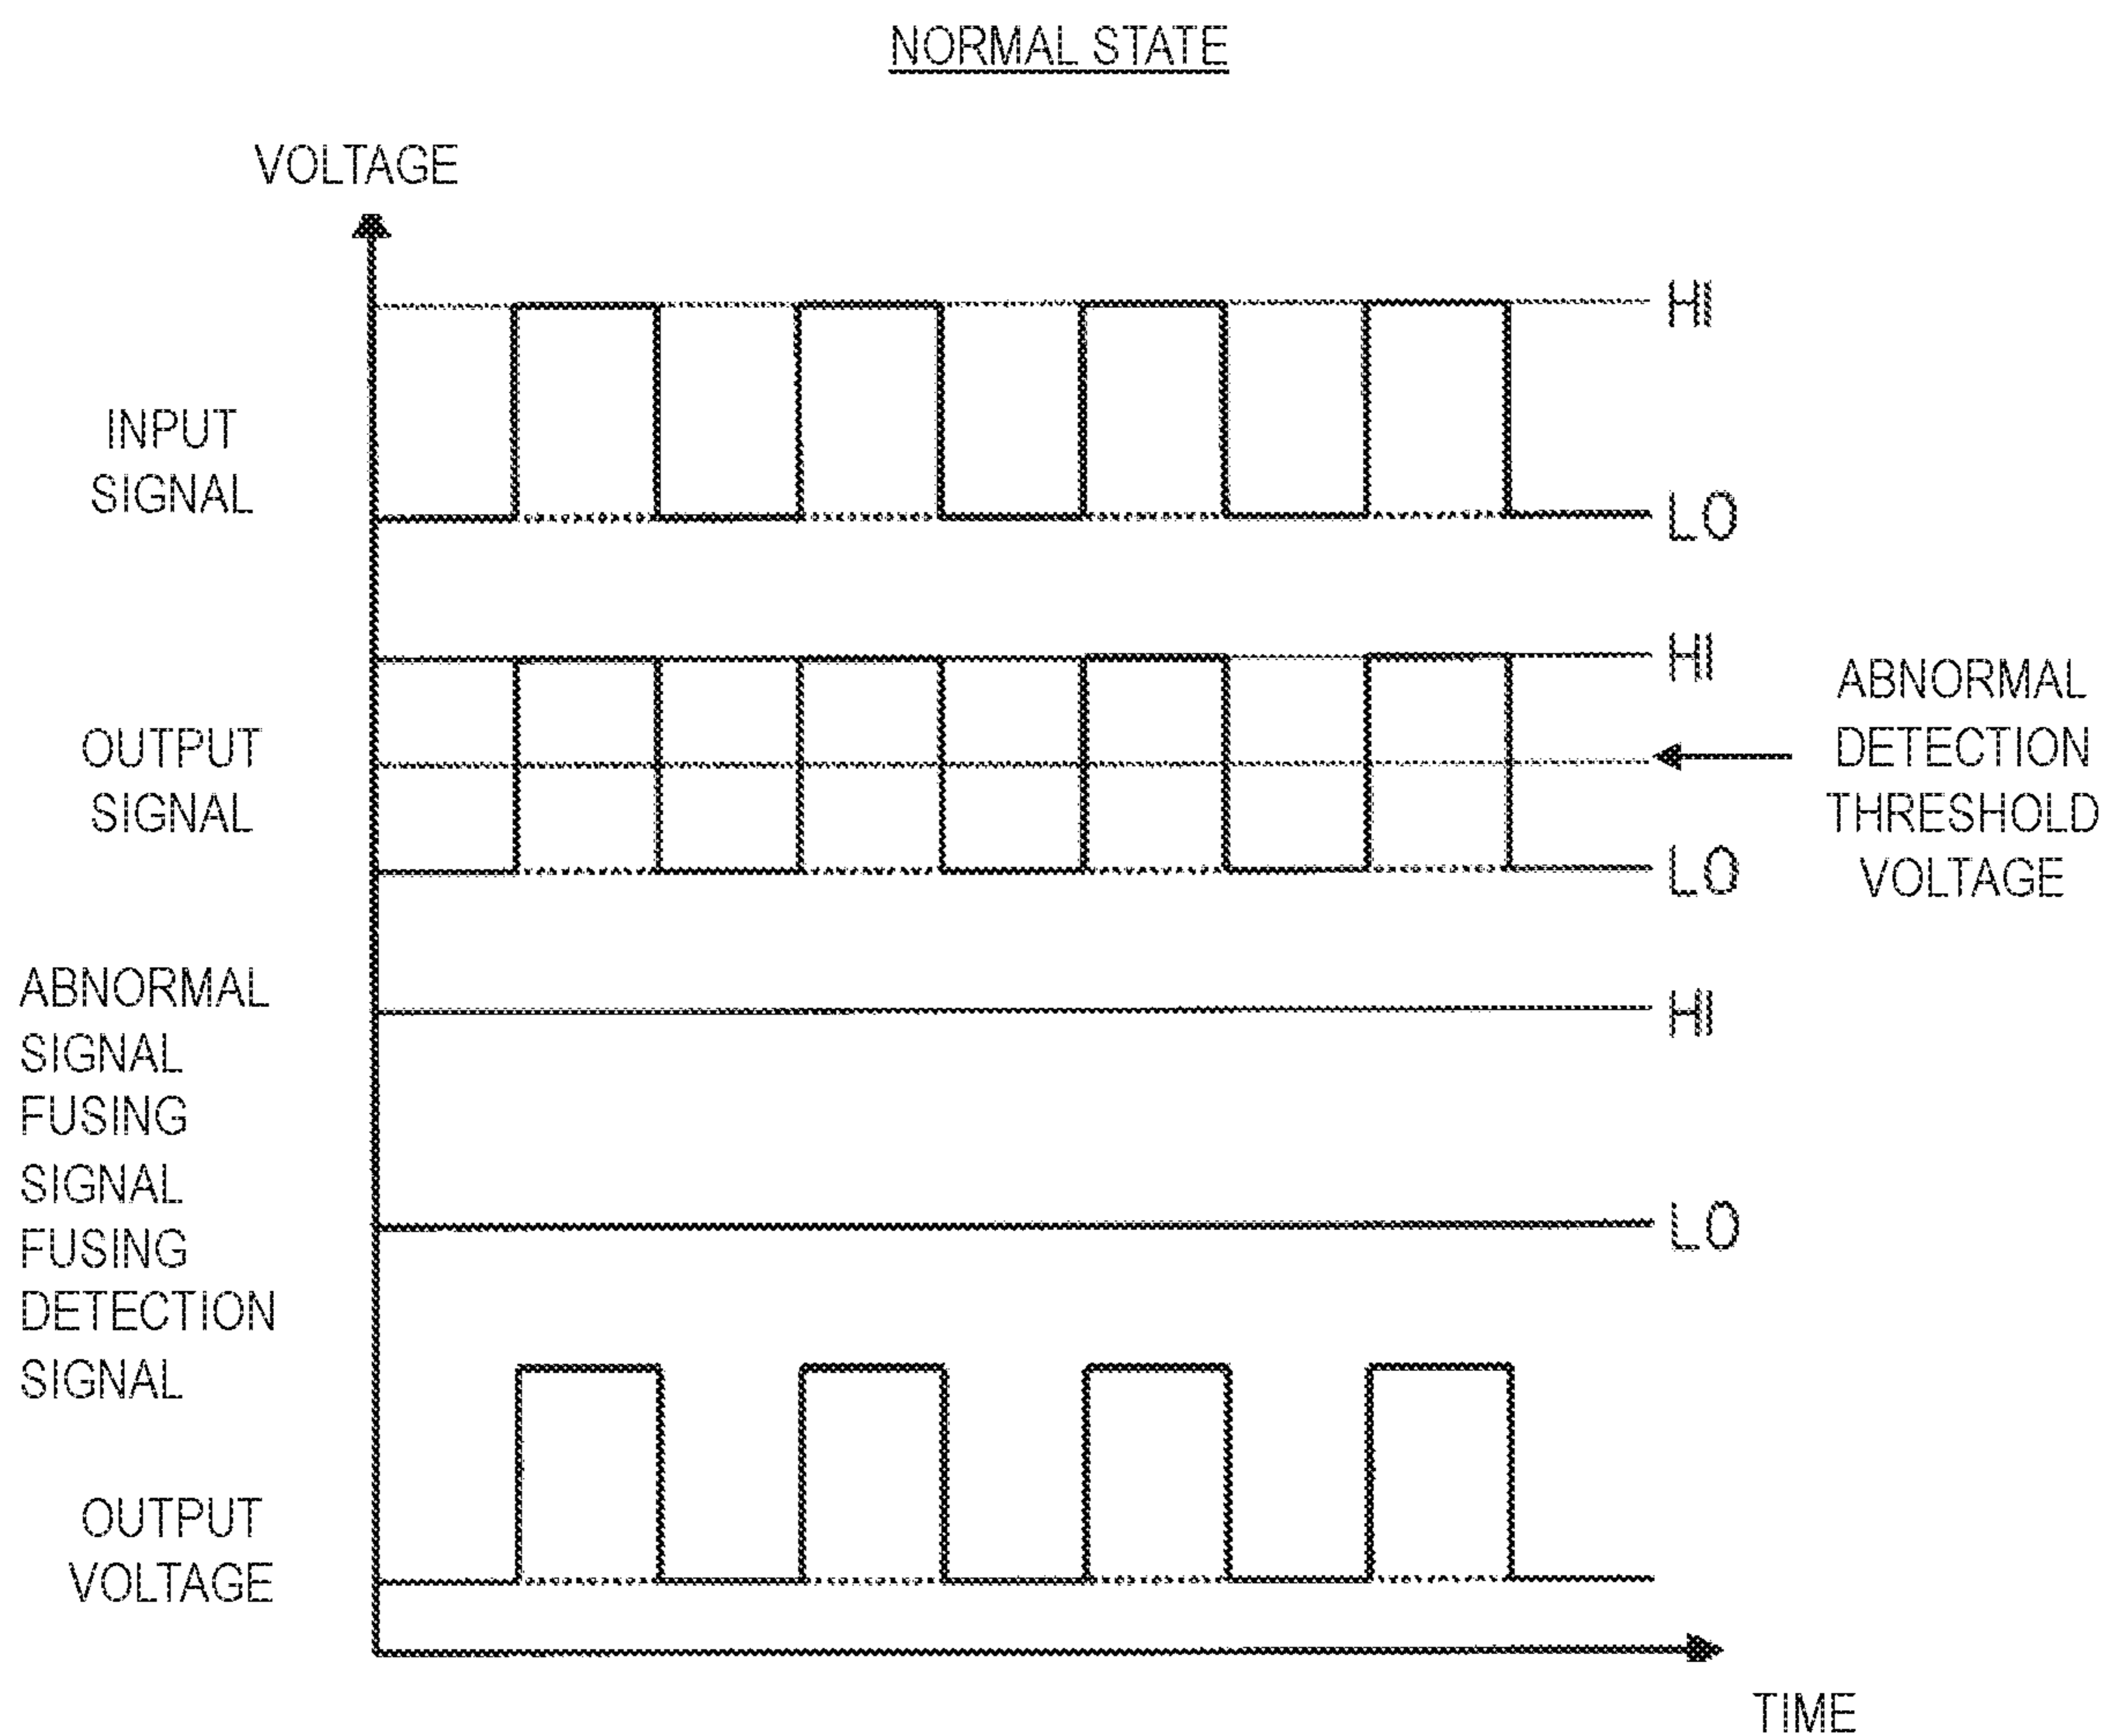 NORMAL STATE
VOLTAGE
HI
INPUT
SIGNAL
LO
HI
OUTPUT
SIGNAL
ABNORMAL
DETECTION
THRESHOLD
VOLTAGE
LO
ABNORMAL
SIGNAL
FUSING
SIGNAL
FUSING
DETECTION
SIGNAL
HI
LO
OUTPUT
VOLTAGE
TIME